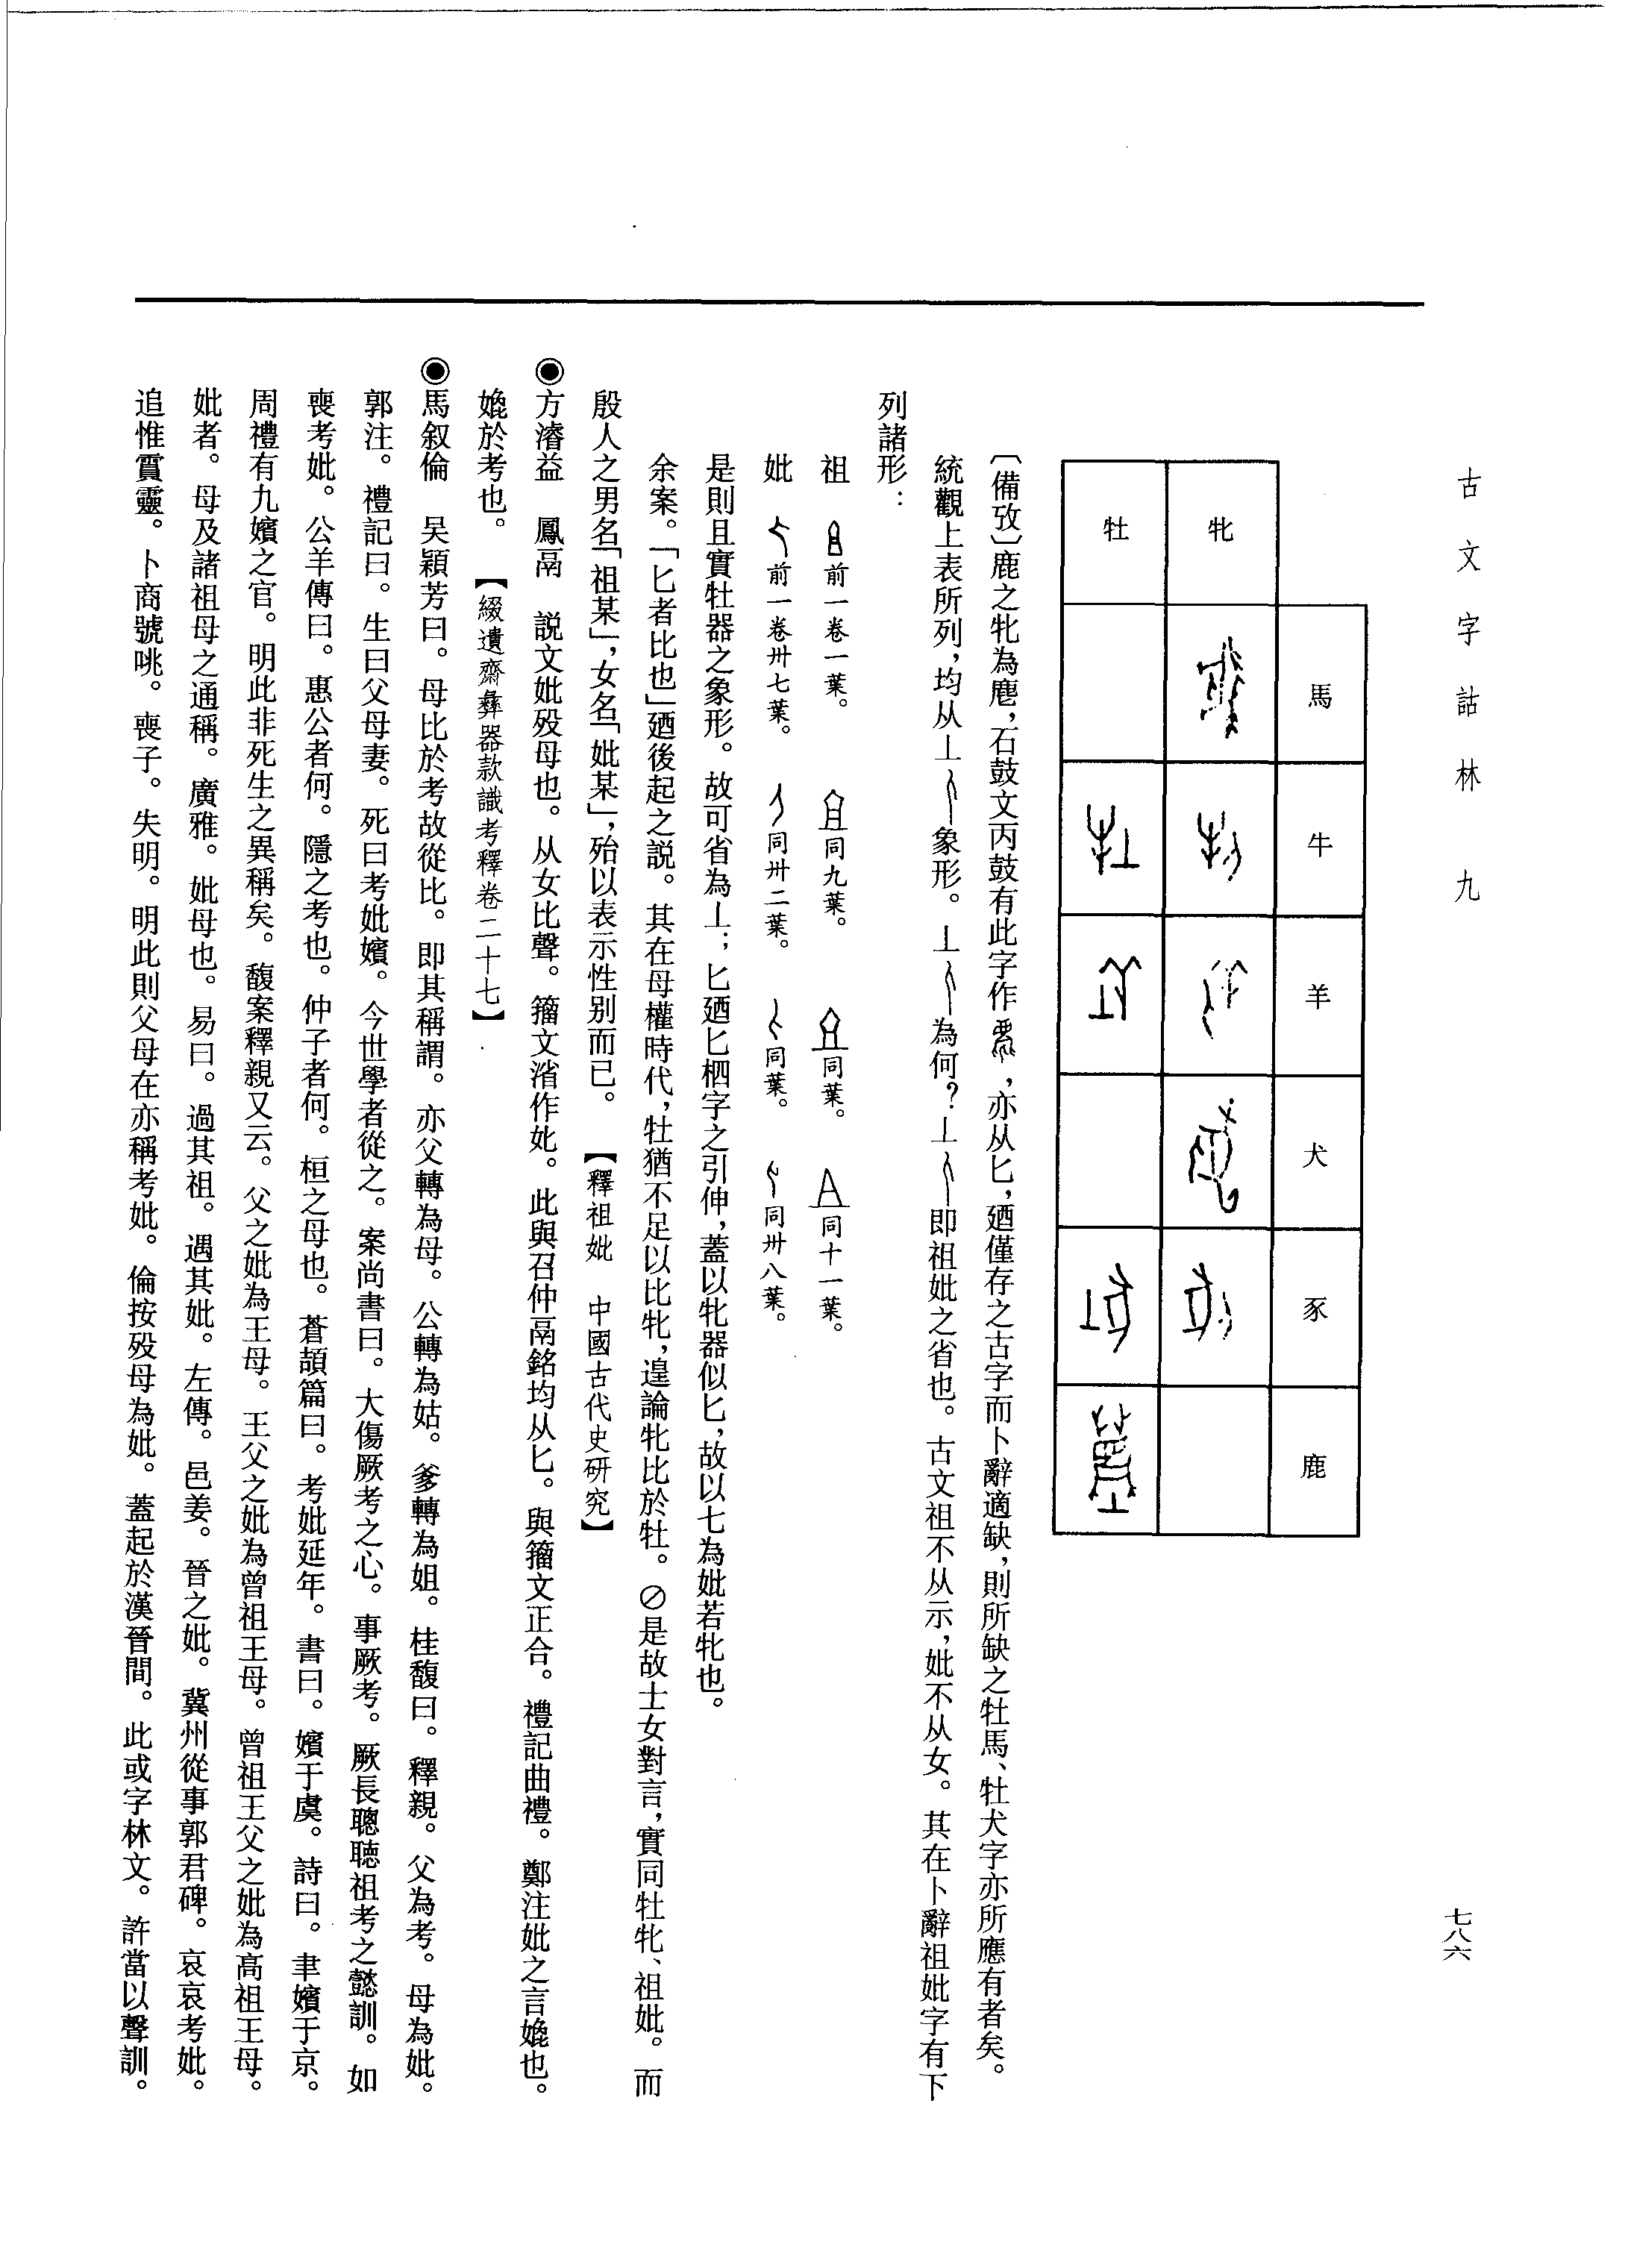 古文字詁林 九
七八六
馬 牛 羊 犬 豕 鹿
牝
牡
〔備攷〕鹿之牝為麀，石鼓文丙鼓有此字作，亦从匕，廼僅存之古字而卜辭適缺，則所缺之牡馬、牡犬字亦所應有者矣。
統觀上表所列，均从丄象形。丄為何？丄即祖妣之省也。古文祖不从示，妣不从女。其在卜辭祖妣字有下
列諸形：
祖 前一卷一葉。 同九葉。 同葉。 同十一葉。
妣 前一卷卅七葉。 同卅二葉。 同葉。 同卅八葉。
是則且實牡器之象形。故可省為丄；匕廼匕柶字之引伸，蓋以牝器似匕，故以七為妣若牝也。
余案。「匕者比也」廼後起之説。其在母權時代，牡猶不足以比牝，遑論牝比於牡。⊘是故士女對言，實同牡牝、祖妣。而
殷人之男名「祖某」，女名「妣某」，殆以表示性别而已。 【釋祖妣 中國古代史研究】
◉方濬益 鳳鬲 説文妣殁母也。从女比聲。籀文渻作妣。此與召仲鬲銘均从匕。與籀文正合。禮記曲禮。鄭注妣之言媲也。
媲於考也。 【綴遺齋彝器款識考釋卷二十七】
◉馬叙倫 吴穎芳曰。母比於考故從比。即其稱謂。亦父轉為母。公轉為姑。爹轉為姐。桂馥曰。釋親。父為考。母為妣。
郭注。禮記曰。生曰父母妻。死曰考妣嬪。今世學者從之。案尚書曰。大傷厥考之心。事厥考。厥長聰聽祖考之懿訓。如
喪考妣。公羊傳曰。惠公者何。隱之考也。仲子者何。桓之母也。蒼頡篇曰。考妣延年。書曰。嬪于虞。詩曰。聿嬪于京。
周禮有九嬪之官。明此非死生之異稱矣。馥案釋親又云。父之妣為王母。王父之妣為曾祖王母。曾祖王父之妣為高祖王母。
妣者。母及諸祖母之通稱。廣雅。妣母也。易曰。過其祖。遇其妣。左傳。邑姜。晉之妣。冀州從事郭君碑。哀哀考妣。
追惟霣靈。卜商號咷。喪子。失明。明此則父母在亦稱考妣。倫按殁母為妣。蓋起於漢晉間。此或字林文。許當以聲訓。